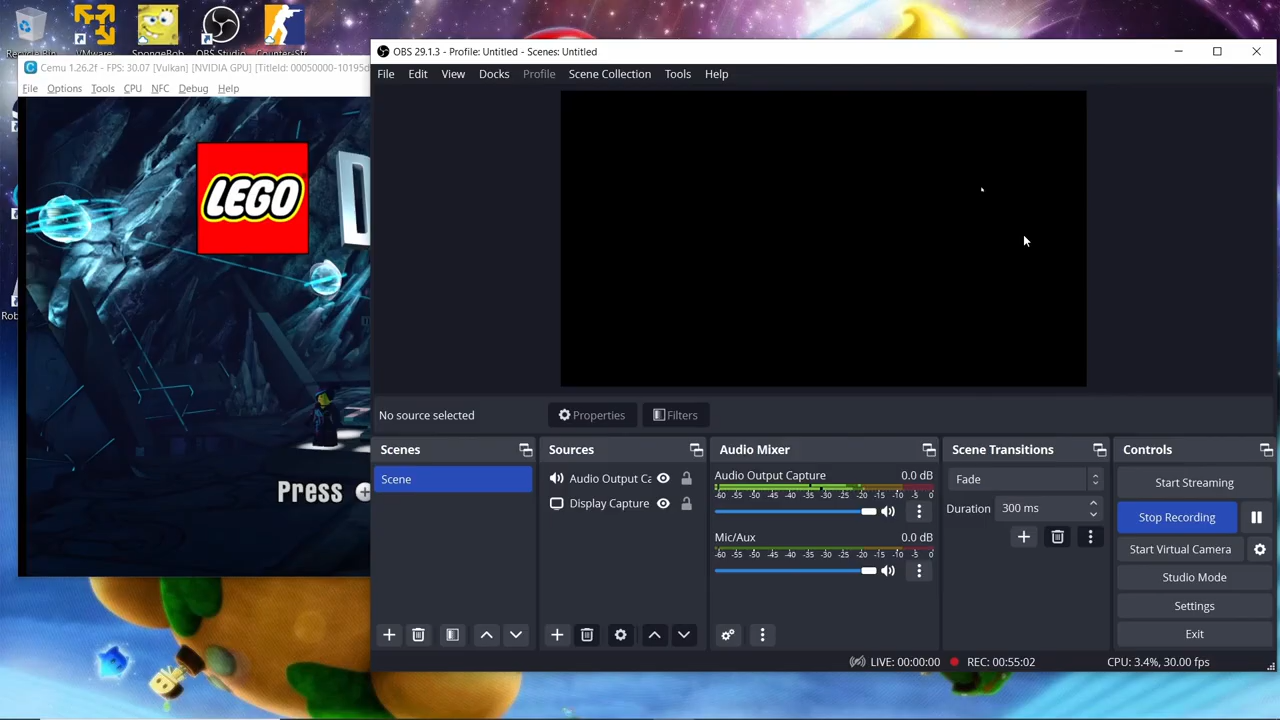 Recycle Bin
VMware
SpongeBob
OBS Studio
Counter-Str
OBS 29.1.3 - Profile: Untitled - Scenes: Untitled
Cemu 1.26.2f - FPS: 30.07 [Vulkan] [NVIDIA GPU] [TitleId: 00050000-10195d
File Edit View Docks Profile Scene Collection Tools Help
File Options Tools CPU NFC Debug Help
LEGO D
Rob
Press
No source selected
Properties
Filters
Scenes
Sources
Audio Mixer
Scene Transitions
Controls
Scene
Audio Output Ca
Display Capture
Audio Output Capture 0.0 dB
-60 -55 -50 -45 -40 -35 -30 -25 -20 -15 -10 -5 0
Mic/Aux 0.0 dB
-60 -55 -50 -45 -40 -35 -30 -25 -20 -15 -10 -5 0
Fade
Duration 300 ms
Start Streaming
Stop Recording
Start Virtual Camera
Studio Mode
Settings
Exit
LIVE: 00:00:00 REC: 00:55:02 CPU: 3.4%, 30.00 fps